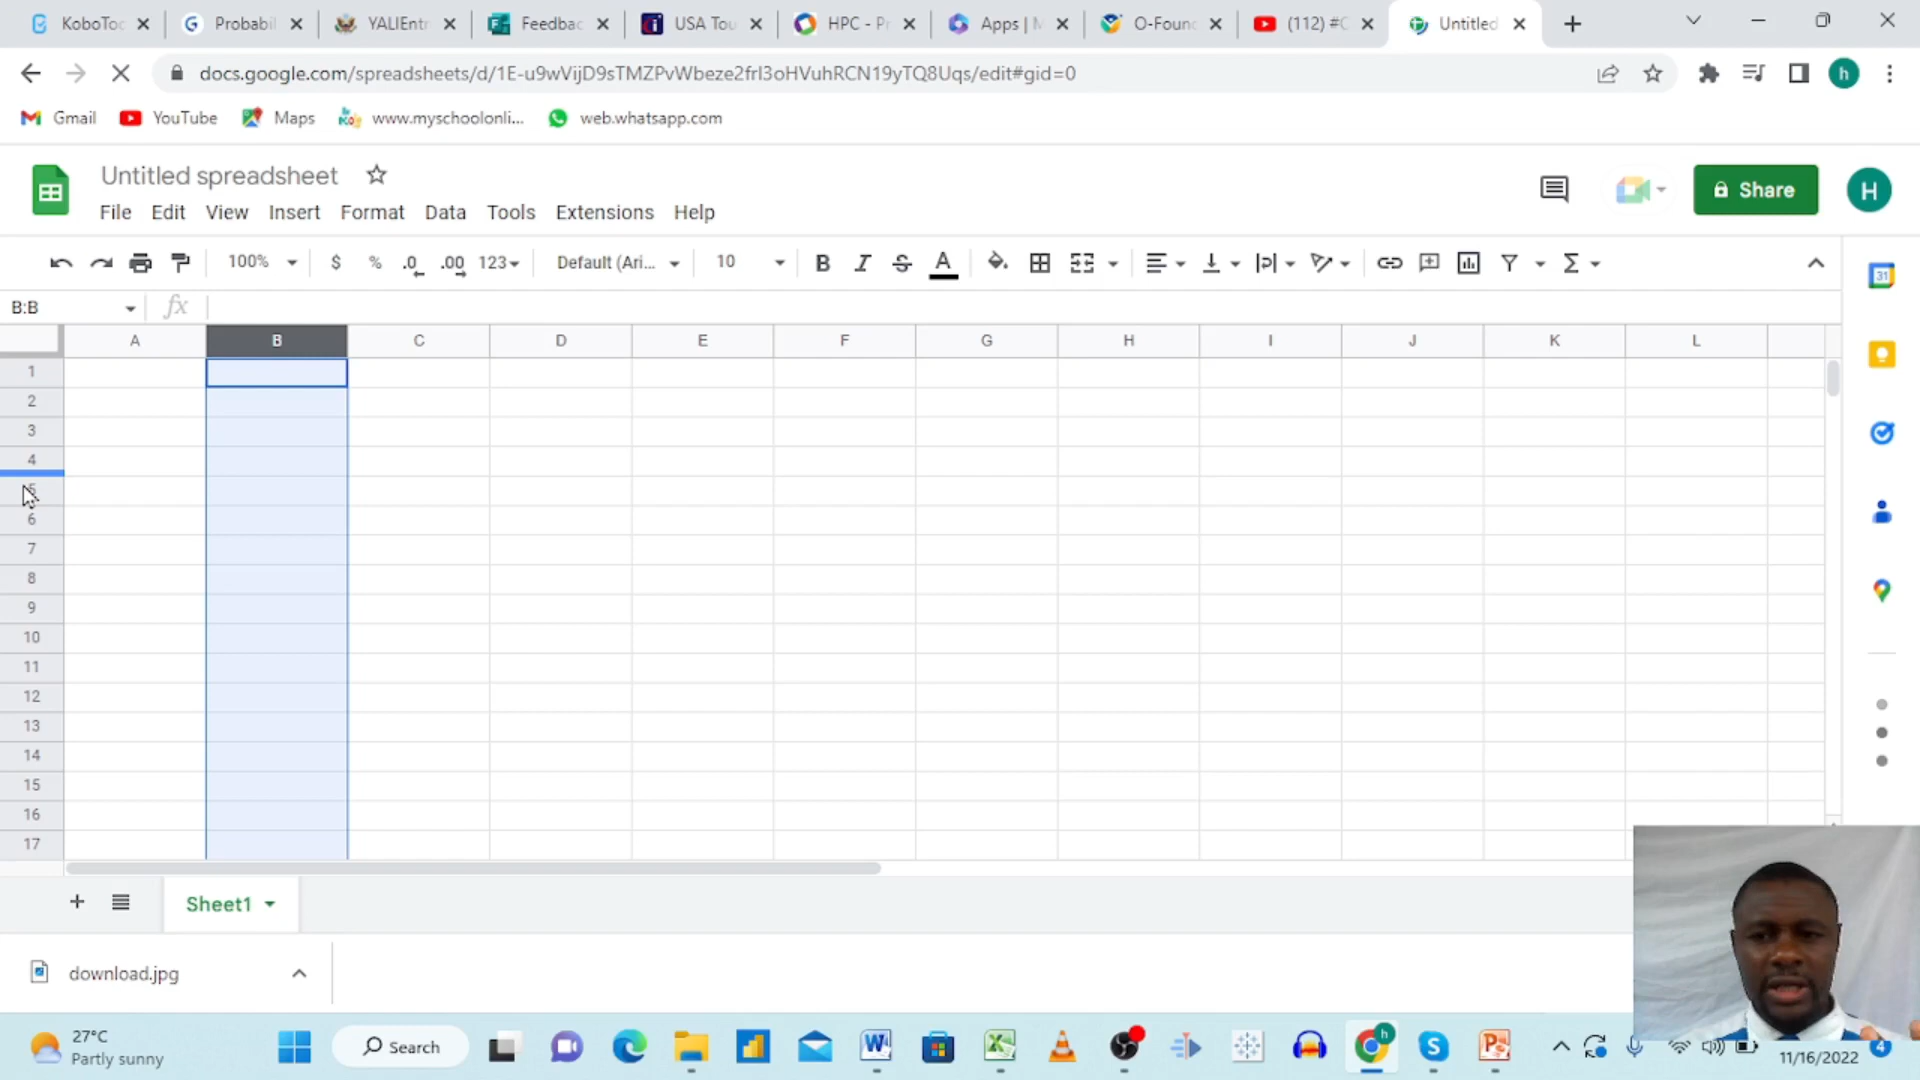 KoboToo
Probabil
YALIEntr
Feedbac
USA Tou
HPC - Pr
Apps | M
O-Foun
(112) #C
Untitled
docs.google.com/spreadsheets/d/1E-u9wVijD9sTMZPvWbeze2frI3oHVuhRCN19yTQ8Uqs/edit#gid=0
h
Gmail
YouTube
Maps
www.myschoolonli...
web.whatsapp.com
Untitled spreadsheet
Share
H
File Edit View Insert Format Data Tools Extensions Help
100% $ % .0 .00 123 Default (Ari... 10 B I S A Σ
31
B:B fx
A B C D E F G H I J K L
1
2
3
4
5
6
7
8
9
10
11
12
13
14
15
16
17
+ Sheet1
download.jpg
27°C
Partly sunny
Search
h
11/16/2022
4